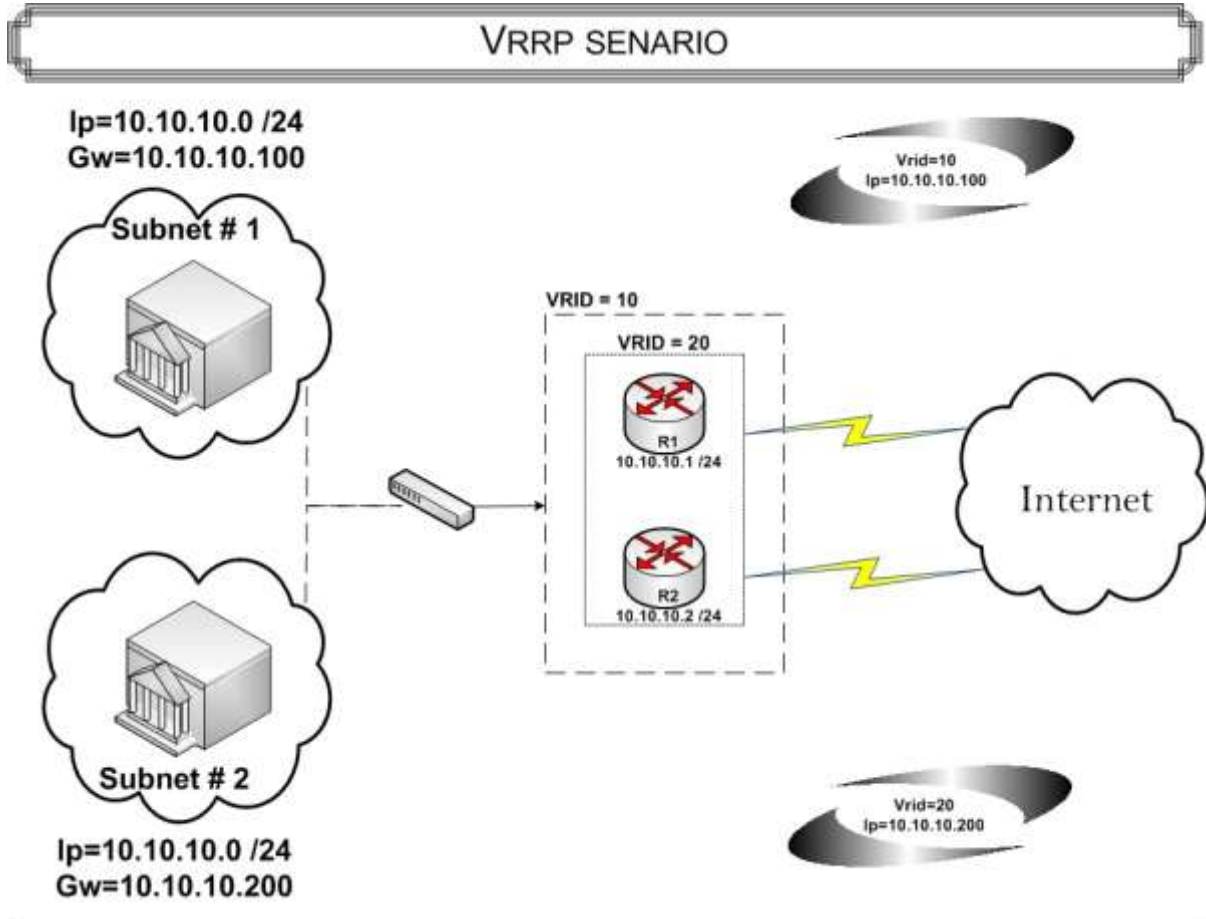 VRRP SENARIO
Ip=10.10.10.0 /24
Gw=10.10.10.100
Subnet # 1
Vrid=10
Ip=10.10.10.100
VRID = 10
VRID = 20
R1
10.10.10.1 /24
R2
10.10.10.2 /24
Internet
Subnet # 2
Ip=10.10.10.0 /24
Gw=10.10.10.200
Vrid=20
Ip=10.10.10.200